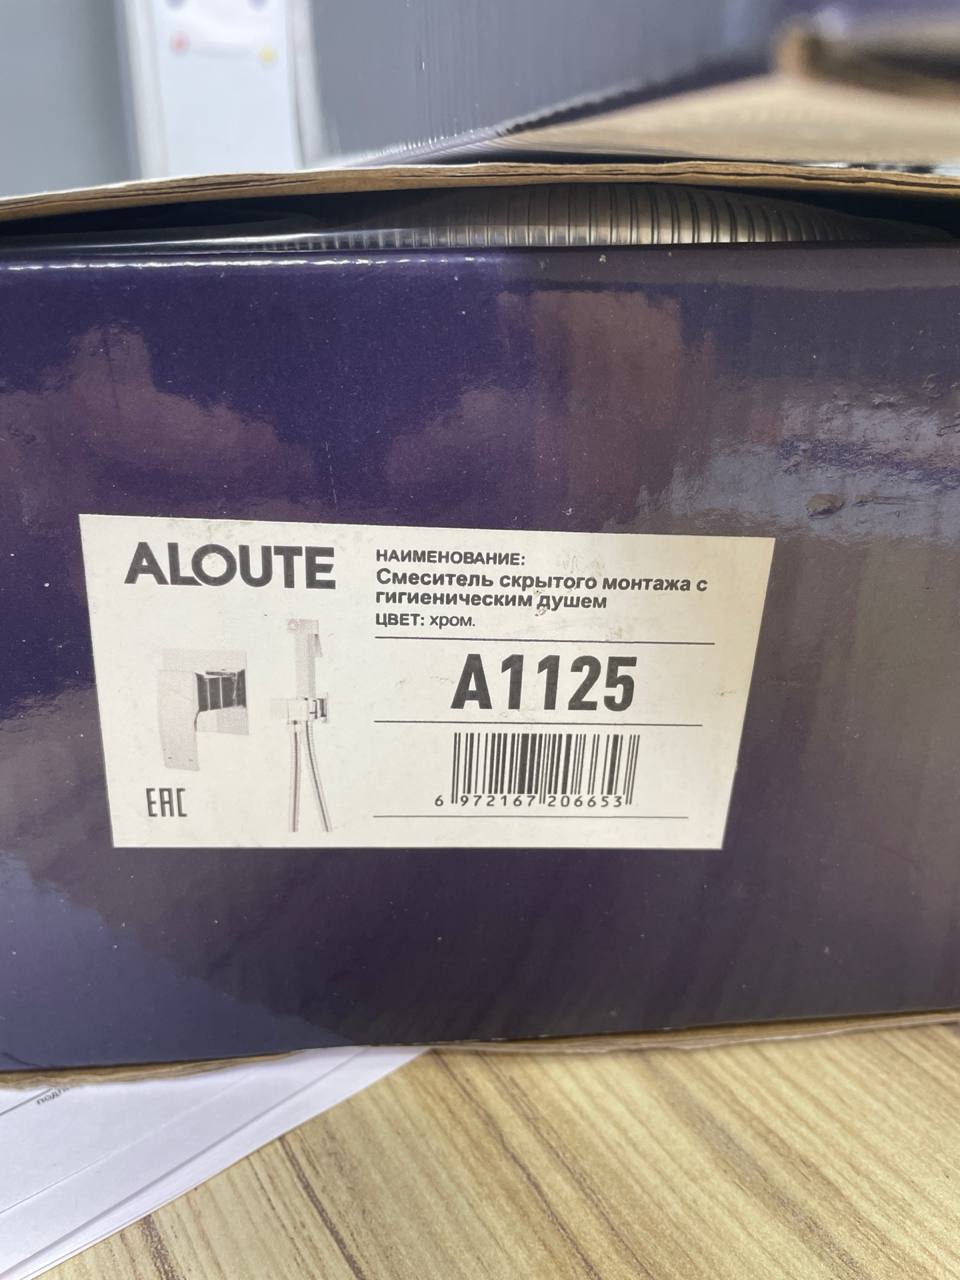 ALOUTE
НАИМЕНОВАНИЕ:
Смеситель скрытого монтажа с
гигиеническим душем
ЦВЕТ: хром.
A1125
6 972167 206653
EAC